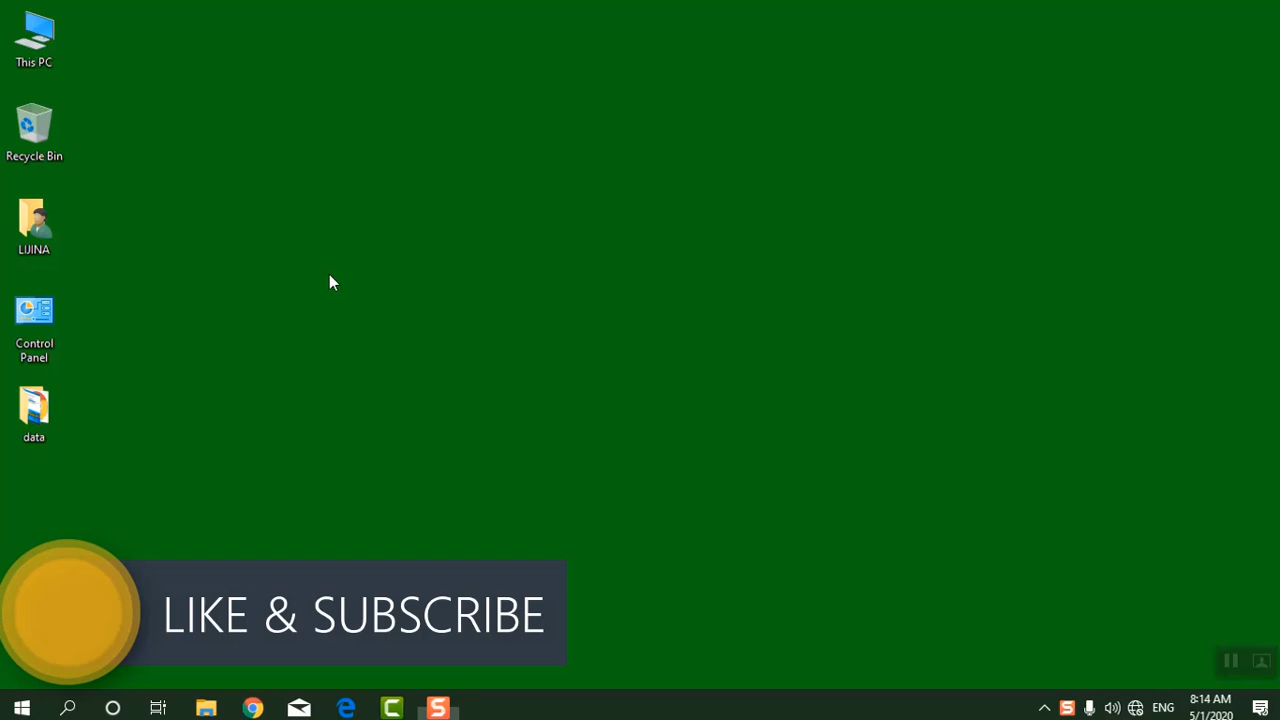 This PC
Recycle Bin
LIJINA
Control
Panel
data
LIKE & SUBSCRIBE
ENG
8:14 AM
5/1/2020